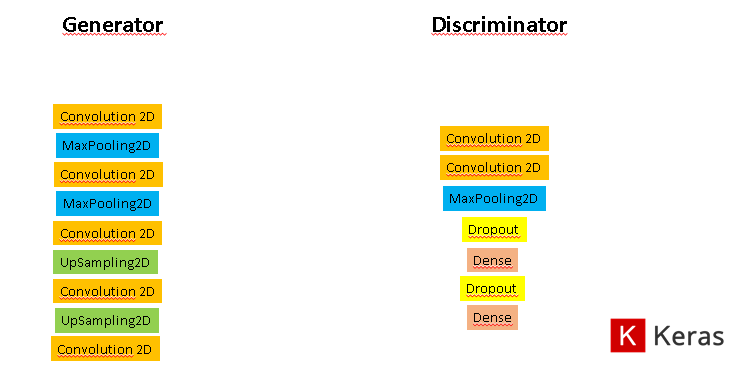 Generator
Convolution 2D
MaxPooling2D
Convolution 2D
MaxPooling2D
Convolution 2D
UpSampling2D
Convolution 2D
UpSampling2D
Convolution 2D
Discriminator
Convolution 2D
Convolution 2D
MaxPooling2D
Dropout
Dense
Dropout
Dense
K Keras